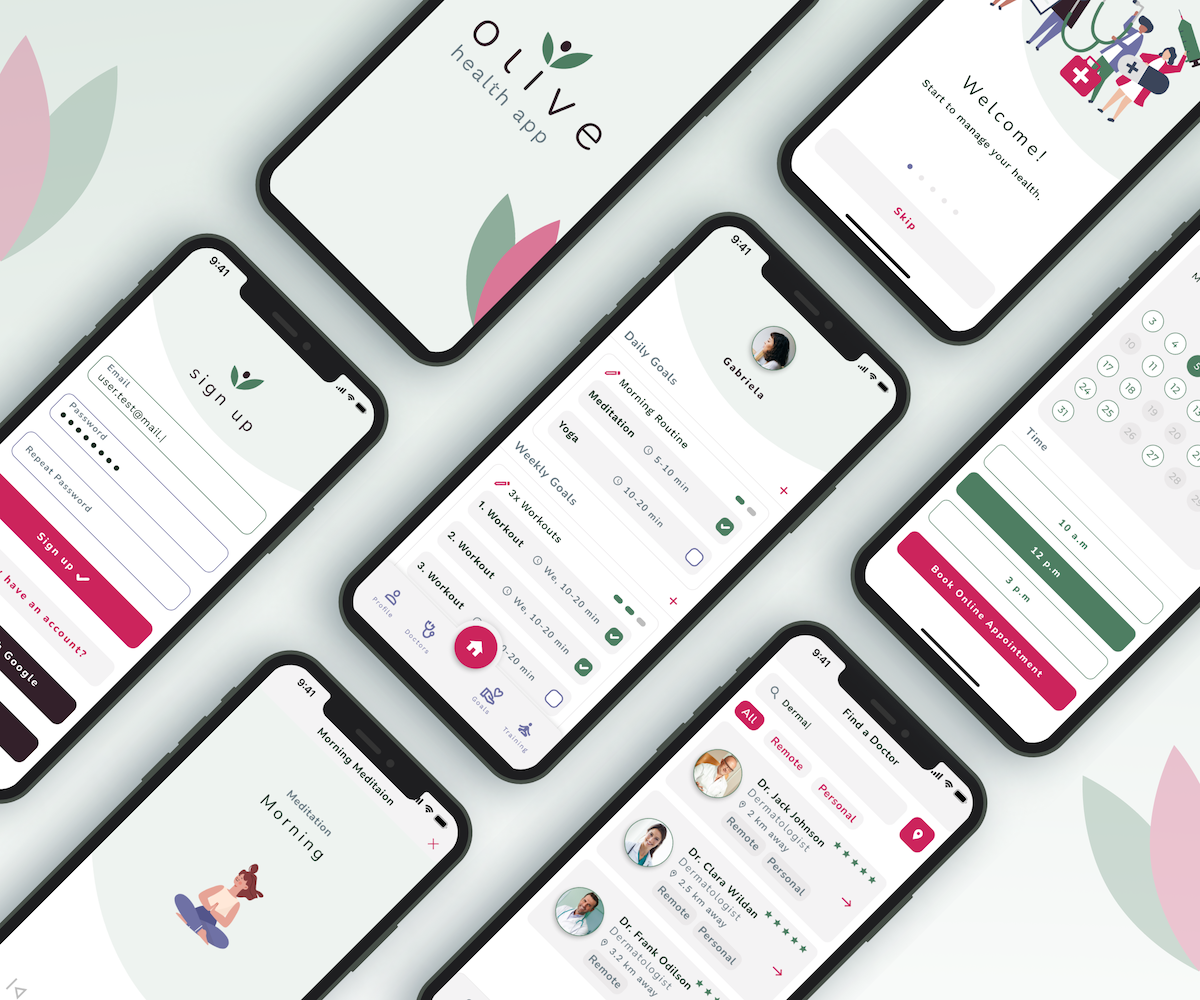 olive
health app
Welcome!
Start to manage your health.
Skip
9:41
sign up
Email
user.test@mail.|
Password
Repeat Password
Sign up
have an account?
Google
9:41
Gabriela
Daily Goals
Morning Routine
Meditation
5-10 min
Yoga
10-20 min
Weekly Goals
3x Workouts
1. Workout
We, 10-20 min
2. Workout
We, 10-20 min
3. Workout
0-20 min
Profile
Doctors
Goals
Training
M
3
10 4
17 11 5
24 18 12
31 25 19 13
26 20
27
28
Time
10 a.m
12 p.m
3 p.m
Book Online Appointment
9:41
Morning Meditaion
Meditation
Morning
9:41
Find a Doctor
Derma|
All
Remote
Personal
Dr. Jack Johnson
Dermatologist
2 km away
Remote
Personal
Dr. Clara Wildan
Dermatologist
2.5 km away
Remote
Personal
Dr. Frank Odilson
Dermatologist
3.2 km away
Remote